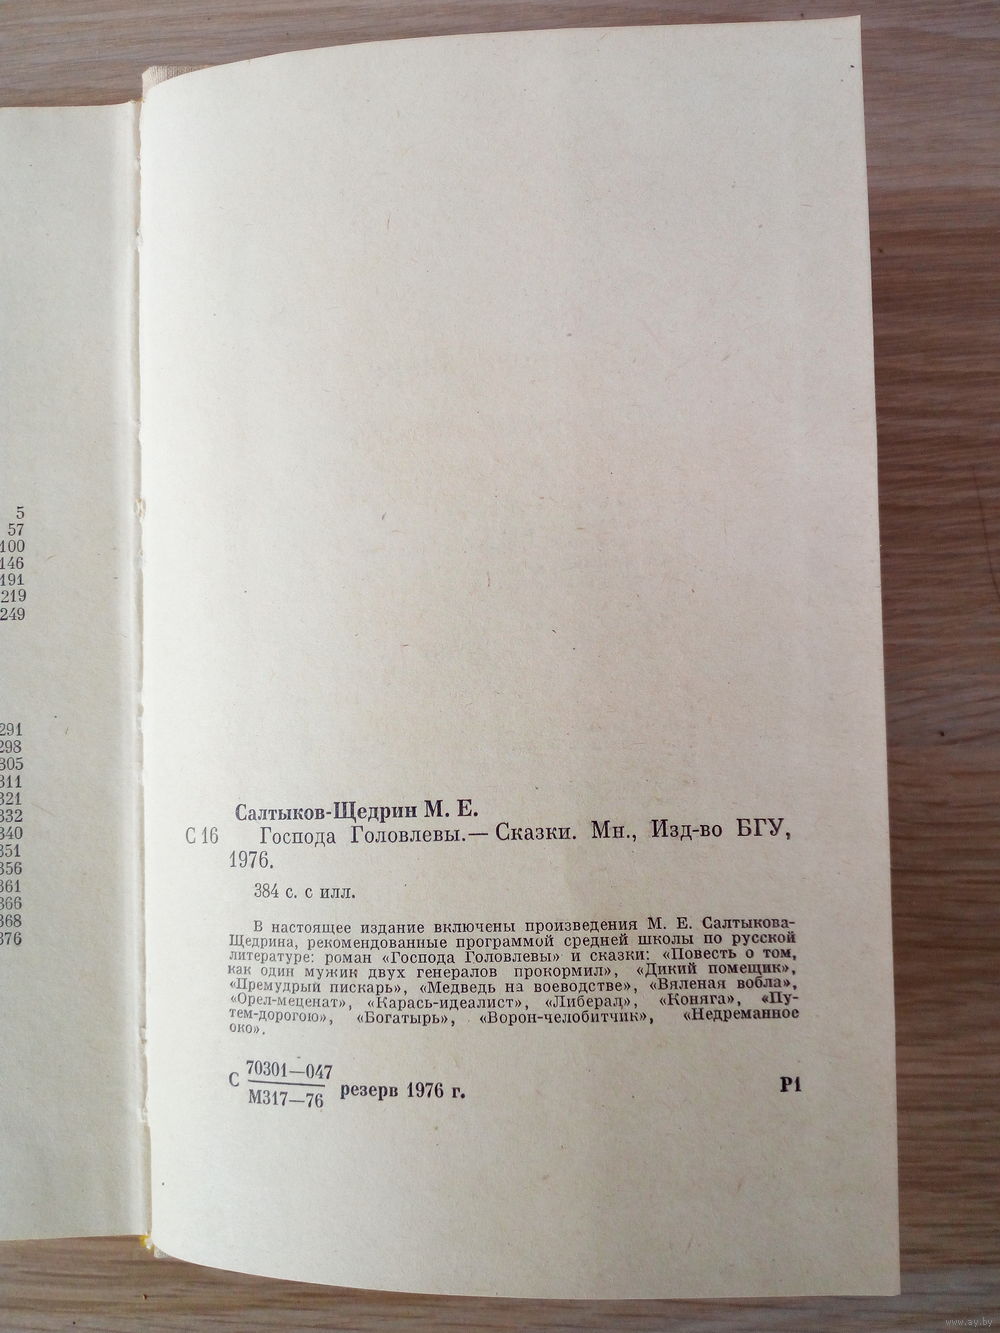 5
57
100
146
191
219
249
291
298
305
311
321
332
340
351
356
361
366
368
376
Салтыков-Щедрин М. Е.
С 16 Господа Головлевы.— Сказки. Мн., Изд-во БГУ,
1976.
384 с. с илл.
В настоящее издание включены произведения М. Е. Салтыкова-
Щедрина, рекомендованные программой средней школы по русской
литературе: роман «Господа Головлевы» и сказки: «Повесть о том,
как один мужик двух генералов прокормил», «Дикий помещик»,
«Премудрый пискарь», «Медведь на воеводстве», «Вяленая вобла»,
«Орел-меценат», «Карась-идеалист», «Либерал», «Коняга», «Пу-
тем-дорогою», «Богатырь», «Ворон-челобитчик», «Недреманное
око».
С 70301—047
М317—76 резерв 1976 г. Р1
www.ay.by